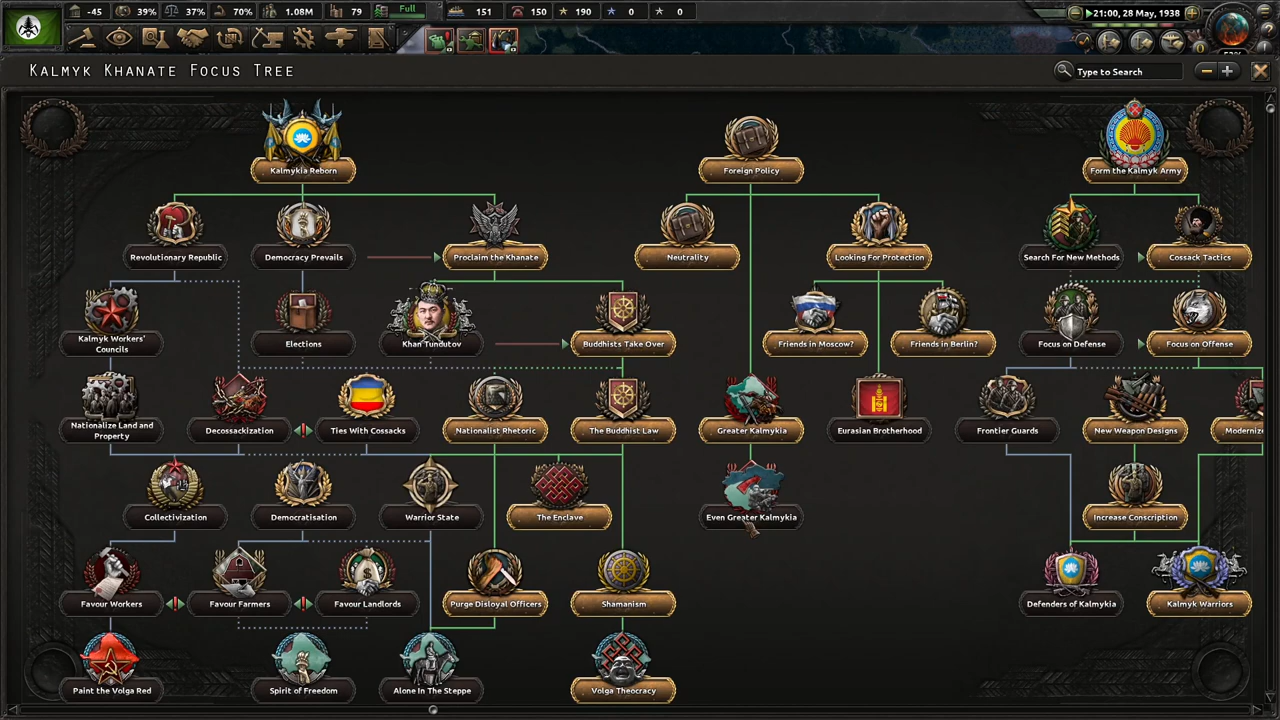 -45 39% 37% 70% 1.08M 79 Full 151 150 190 0 0
21:00, 28 May, 1938
Kalmyk Khanate Focus Tree
Type to Search
Kalmykia Reborn
Foreign Policy
Form the Kalmyk Army
Revolutionary Republic
Democracy Prevails
Proclaim the Khanate
Neutrality
Looking For Protection
Search For New Methods
Cossack Tactics
Kalmyk Workers'
Councils
Elections
Khan Tundutov
Buddhists Take Over
Friends in Moscow?
Friends in Berlin?
Focus on Defense
Focus on Offense
Nationalize Land and
Property
Decossackization
Ties With Cossacks
Nationalist Rhetoric
The Buddhist Law
Greater Kalmykia
Eurasian Brotherhood
Frontier Guards
New Weapon Designs
Moderniz
Collectivization
Democratisation
Warrior State
The Enclave
Even Greater Kalmykia
Increase Conscription
Favour Workers
Favour Farmers
Favour Landlords
Purge Disloyal Officers
Shamanism
Defenders of Kalmykia
Kalmyk Warriors
Paint the Volga Red
Spirit of Freedom
Alone In The Steppe
Volga Theocracy